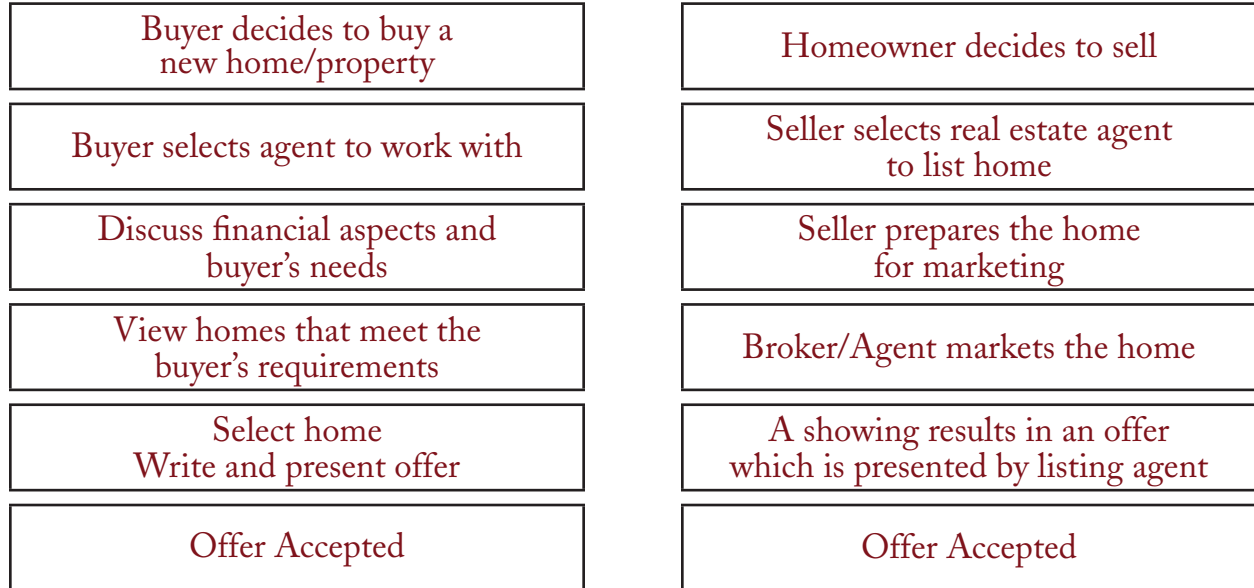 Buyer decides to buy a
new home/property
Buyer selects agent to work with
Discuss financial aspects and
buyer’s needs
View homes that meet the
buyer’s requirements
Select home
Write and present offer
Offer Accepted
Homeowner decides to sell
Seller selects real estate agent
to list home
Seller prepares the home
for marketing
Broker/Agent markets the home
A showing results in an offer
which is presented by listing agent
Offer Accepted